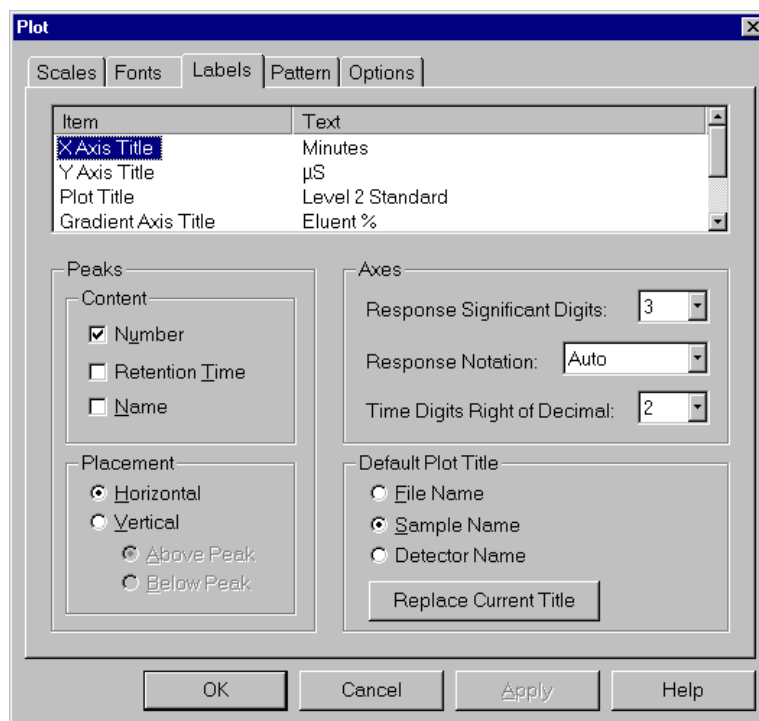 Plot
Scales Fonts Labels Pattern Options
Item Text
X Axis Title Minutes
Y Axis Title µS
Plot Title Level 2 Standard
Gradient Axis Title Eluent %
Peaks
Content
Number
Retention Time
Name
Placement
Horizontal
Vertical
Above Peak
Below Peak
Axes
Response Significant Digits: 3
Response Notation: Auto
Time Digits Right of Decimal: 2
Default Plot Title
File Name
Sample Name
Detector Name
Replace Current Title
OK Cancel Apply Help